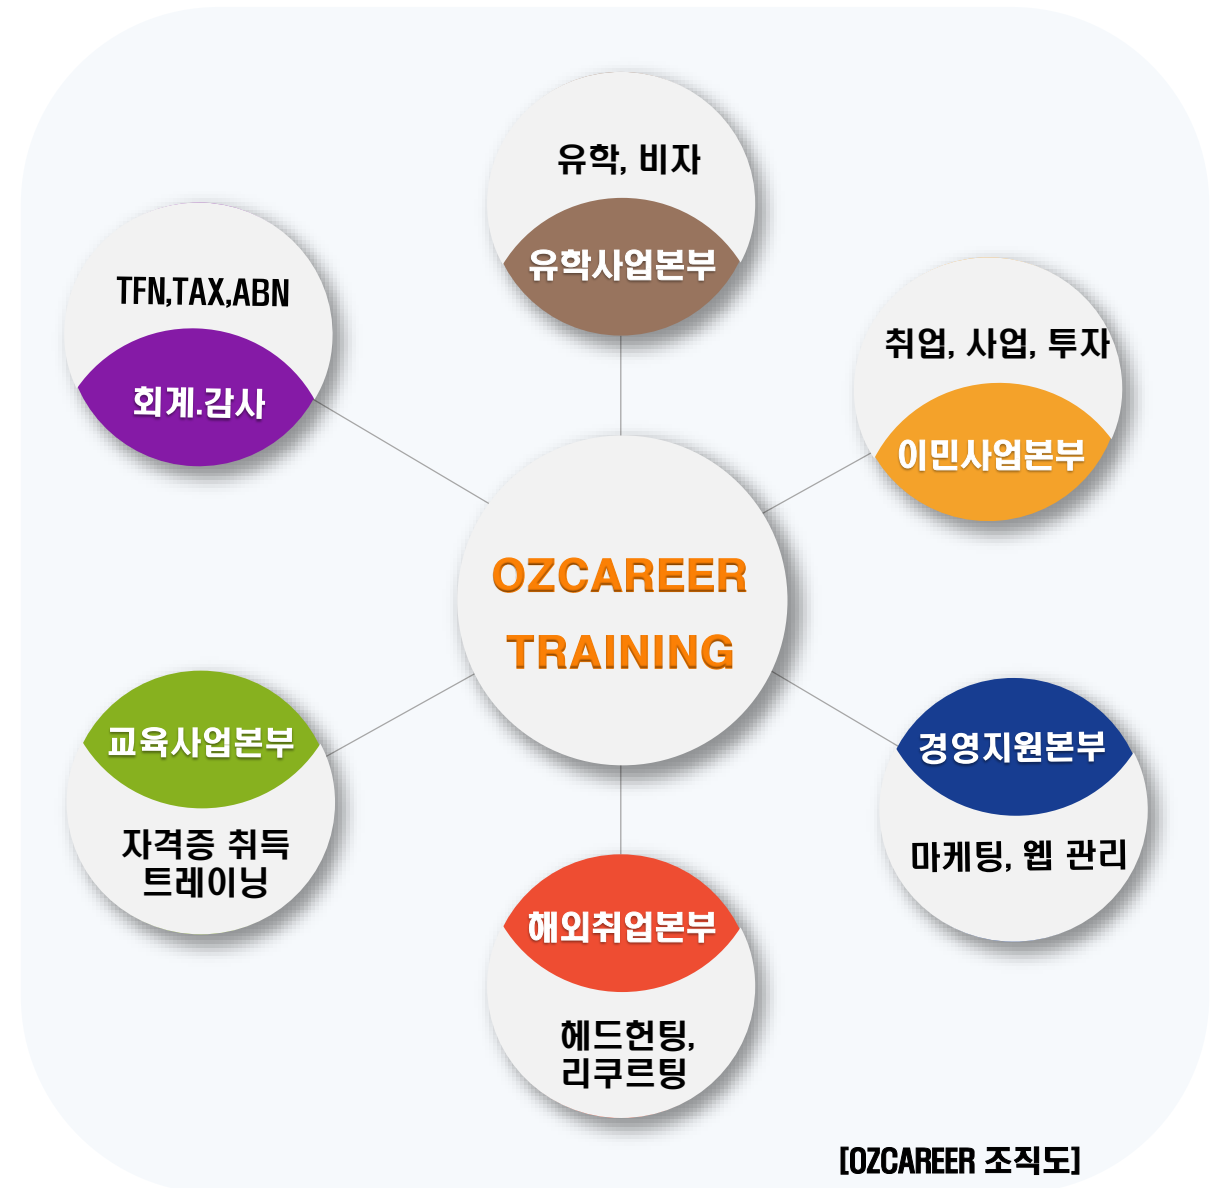 유학, 비자
유학사업본부
TFN,TAX,ABN
회계.감사
취업, 사업, 투자
이민사업본부
OZCAREER
TRAINING
교육사업본부
자격증 취득
트레이닝
경영지원본부
마케팅, 웹 관리
해외취업본부
헤드헌팅,
리쿠르팅
[OZCAREER 조직도]